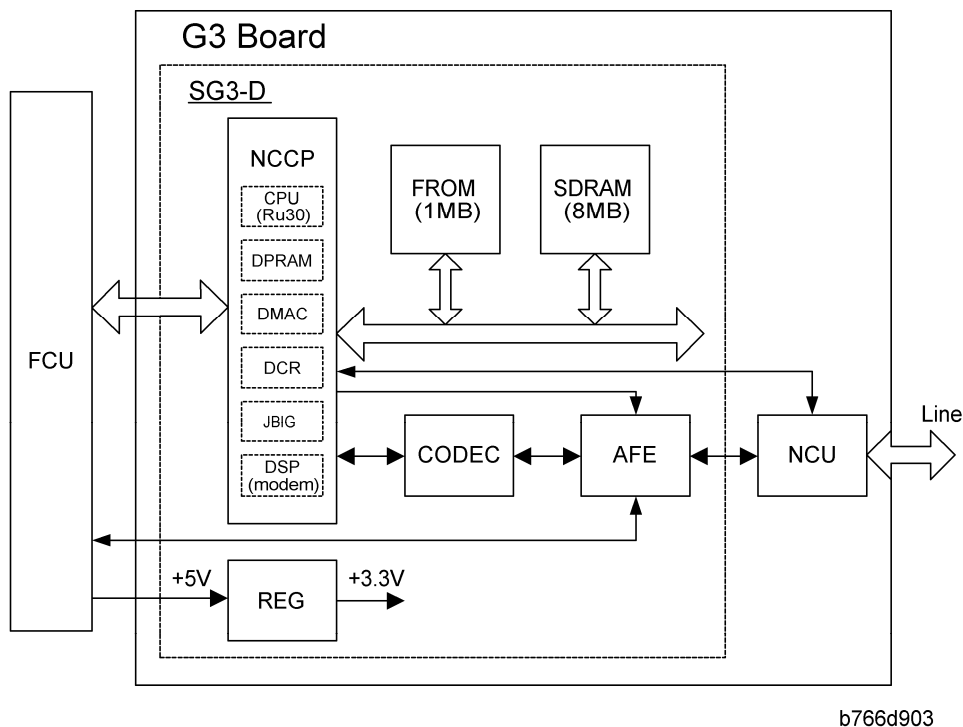 G3 Board
SG3-D
FCU
NCCP
CPU
(Ru30)
DPRAM
DMAC
DCR
JBIG
DSP
(modem)
FROM
(1MB)
SDRAM
(8MB)
CODEC
AFE
NCU
Line
+5V
REG
+3.3V
b766d903